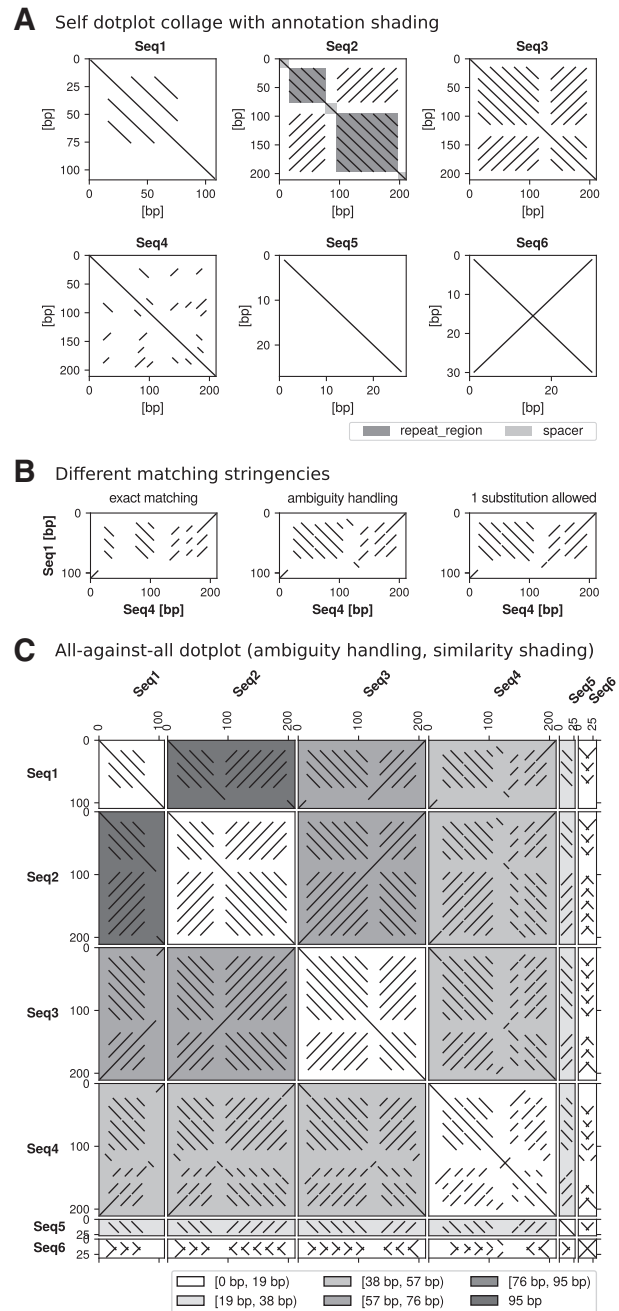 A Self dotplot collage with annotation shading
Seq1 Seq2 Seq3
0 25 50 75 100
[bp]
0 50 100
[bp]
0 50 100 150 200
[bp]
0 100 200
[bp]
0 50 100 150 200
[bp]
0 100 200
[bp]
Seq4 Seq5 Seq6
0 50 100 150 200
[bp]
0 100 200
[bp]
0 10 20
[bp]
0 10 20
[bp]
0 10 20 30
[bp]
0 20
[bp]
repeat_region spacer
B Different matching stringencies
exact matching ambiguity handling 1 substitution allowed
Seq1 [bp]
0 100
0 100 200
Seq4 [bp]
0 100
0 100 200
Seq4 [bp]
0 100
0 100 200
Seq4 [bp]
C All-against-all dotplot (ambiguity handling, similarity shading)
Seq1 Seq2 Seq3 Seq4 Seq5 Seq6
0 100 0 100 200 0 100 200 0 100 200 0 25 0 25
Seq1
0 100
Seq2
0 100 200
Seq3
0 100 200
Seq4
0 100 200
Seq5
0 25
Seq6
0 25
[0 bp, 19 bp) [38 bp, 57 bp) [76 bp, 95 bp)
[19 bp, 38 bp) [57 bp, 76 bp) 95 bp